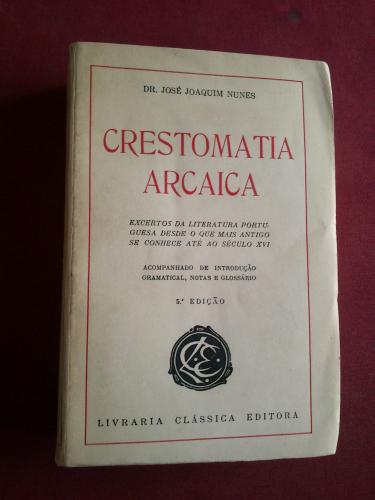 DR. JOSÉ JOAQUIM NUNES
CRESTOMATIA
ARCAICA
EXCERTOS DA LITERATURA PORTU-
GUESA DESDE O QUE MAIS ANTIGO
SE CONHECE ATÉ AO SÉCULO XVI
ACOMPANHADO DE INTRODUÇÃO
GRAMATICAL, NOTAS E GLOSSÁRIO
5.ª EDIÇÃO
LIVRARIA CLÁSSICA EDITORA